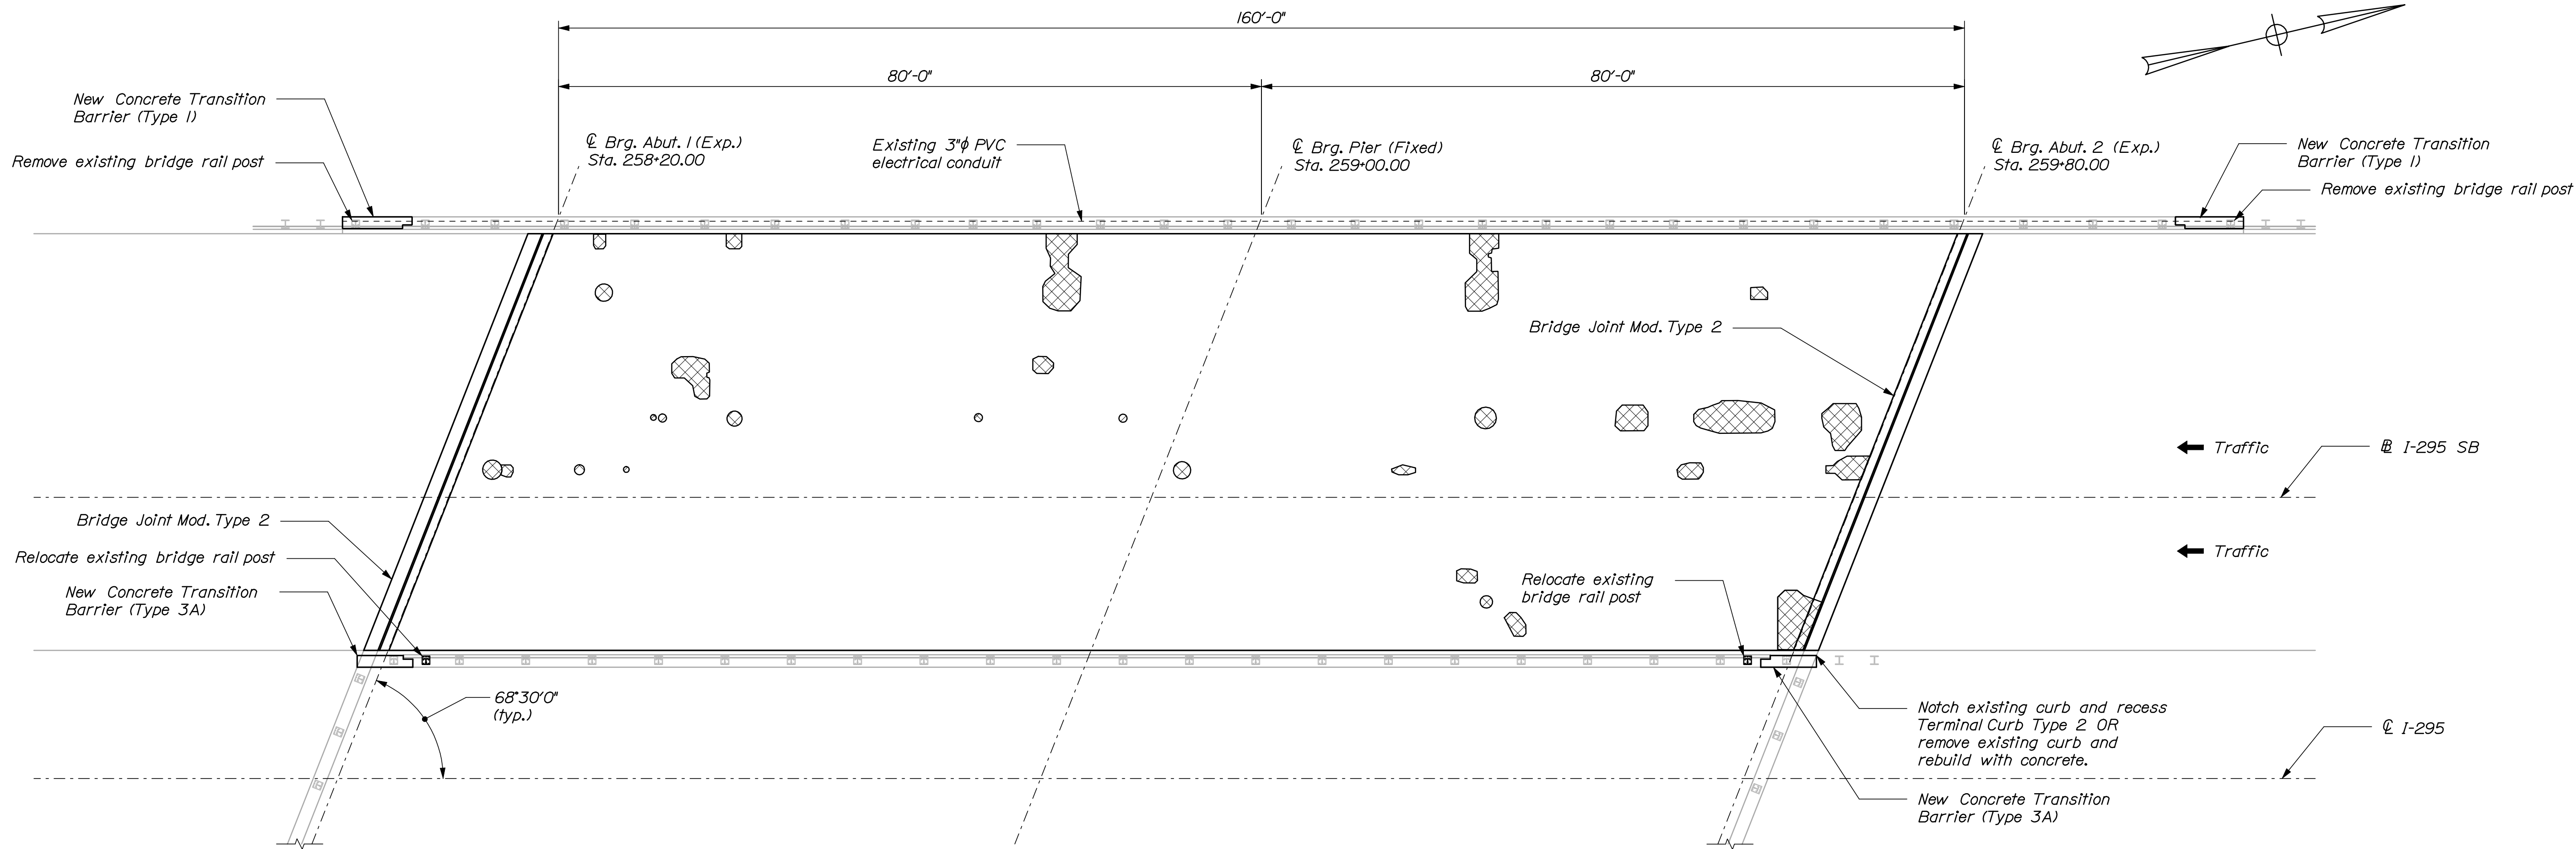 160'-0"
80'-0"
80'-0"
New Concrete Transition
Barrier (Type 1)
Remove existing bridge rail post
℄ Brg. Abut. 1 (Exp.)
Sta. 258+20.00
Existing 3"ϕ PVC
electrical conduit
℄ Brg. Pier (Fixed)
Sta. 259+00.00
℄ Brg. Abut. 2 (Exp.)
Sta. 259+80.00
New Concrete Transition
Barrier (Type 1)
Remove existing bridge rail post
Bridge Joint Mod. Type 2
Traffic
I-295 SB
Bridge Joint Mod. Type 2
Relocate existing bridge rail post
New Concrete Transition
Barrier (Type 3A)
Traffic
Relocate existing
bridge rail post
68°30'0"
(typ.)
Notch existing curb and recess
Terminal Curb Type 2 OR
remove existing curb and
rebuild with concrete.
℄ I-295
New Concrete Transition
Barrier (Type 3A)